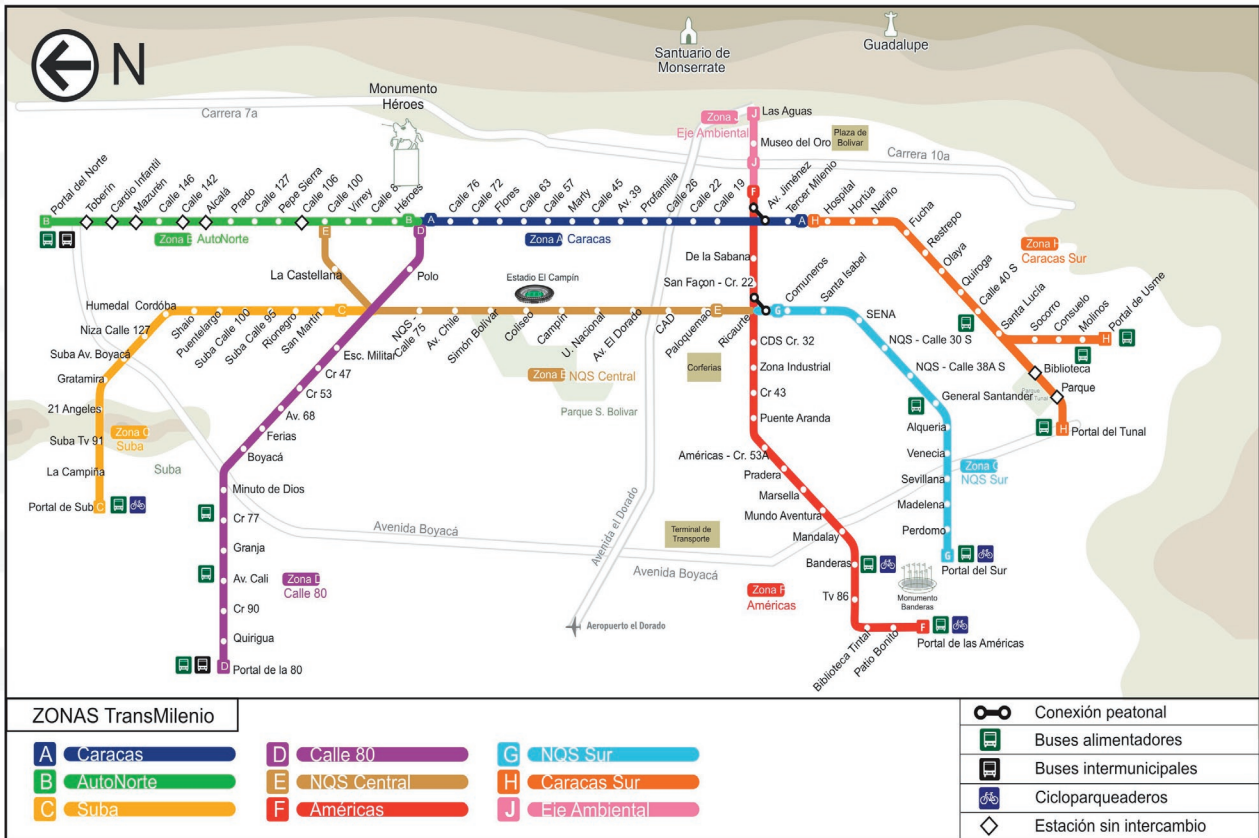 N
Santuario de
Monserrate
Guadalupe
Monumento
Héroes
Carrera 7a
Zona J
Eje Ambiental
J
Las Aguas
Museo del Oro
Plaza de
Bolivar
Carrera 10a
J
F
B
Portal del Norte
Toberín
Cardio Infantil
Mazurén
Calle 146
Calle 142
Alcalá
Prado
Calle 127
Pepe Sierra
Calle 106
Calle 100
Virrey
Calle 8
Héroes
B
A
Calle 76
Calle 72
Flores
Calle 63
Calle 57
Marly
Calle 45
Av. 39
Profamilia
Calle 26
Calle 22
Calle 19
Av. Jiménez
Tercer Milenio
A
H
Hospital
Hortúa
Nariño
Fucha
Restrepo
Olaya
Quiroga
Calle 40 S
Santa Lucía
Socorro
Consuelo
Molinos
H
Portal de Usme
Biblioteca
Parque
Parque
Tunal
H
Portal del Tunal
Zona H
Caracas Sur
Zona B
AutoNorte
Zona A
Caracas
E
D
La Castellana
Polo
Estadio El Campín
De la Sabana
San Façon - Cr. 22
Humedal Cordóba
Niza Calle 127
Suba Av. Boyacá
Gratamira
21 Angeles
Suba Tv 91
La Campiña
Portal de Sub
C
Shaio
Puentelargo
Suba Calle 100
Suba Calle 95
Rionegro
San Martín
C
NQS -
Calle 75
Av. Chile
Simón Bolívar
Coliseo
Campín
U. Nacional
Av. El Dorado
CAD
Paloquemao
E
Ricaurte
G
Comuneros
Santa Isabel
SENA
NQS - Calle 30 S
NQS - Calle 38A S
General Santander
Alqueria
Venecia
Sevillana
Madelena
Perdomo
G
Portal del Sur
Zona G
NQS Sur
Zona E
NQS Central
Parque S. Bolivar
Corferias
Zona C
Suba
Suba
Esc. Militar
Cr 47
Cr 53
Av. 68
Ferias
Boyacá
Minuto de Dios
Cr 77
Granja
Av. Cali
Cr 90
Quirigua
D
Portal de la 80
Zona D
Calle 80
CDS Cr. 32
Zona Industrial
Cr 43
Puente Aranda
Américas - Cr. 53A
Pradera
Marsella
Mundo Aventura
Mandalay
Banderas
Tv 86
Biblioteca Tintal
Patio Bonito
F
Portal de las Américas
Zona F
Américas
Monumento
Banderas
Terminal de
Transporte
Avenida Boyacá
Avenida Boyacá
Avenida el Dorado
Aeropuerto el Dorado
ZONAS TransMilenio
A Caracas
B AutoNorte
C Suba
D Calle 80
E NQS Central
F Américas
G NQS Sur
H Caracas Sur
J Eje Ambiental
Conexión peatonal
Buses alimentadores
Buses intermunicipales
Cicloparqueaderos
Estación sin intercambio